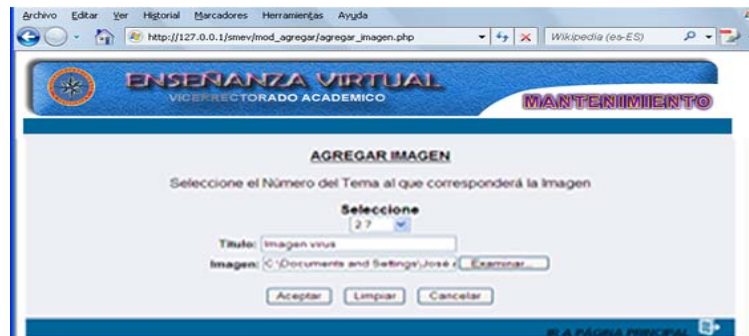 Archivo Editar Ver Historial Marcadores Herramientas Ayuda
http://127.0.0.1/smev/mod_agregar/agregar_imagen.php Wikipedia (es-ES)
ENSEÑANZA VIRTUAL
VICERRECTORADO ACADEMICO
MANTENIMIENTO
AGREGAR IMAGEN
Seleccione el Número del Tema al que corresponderá la Imagen
Seleccione
27
Titulo: Imagen virus
Imagen: C:\Documents and Settings\José Examinar...
Aceptar Limpiar Cancelar
IR A PÁGINA PRINCIPAL